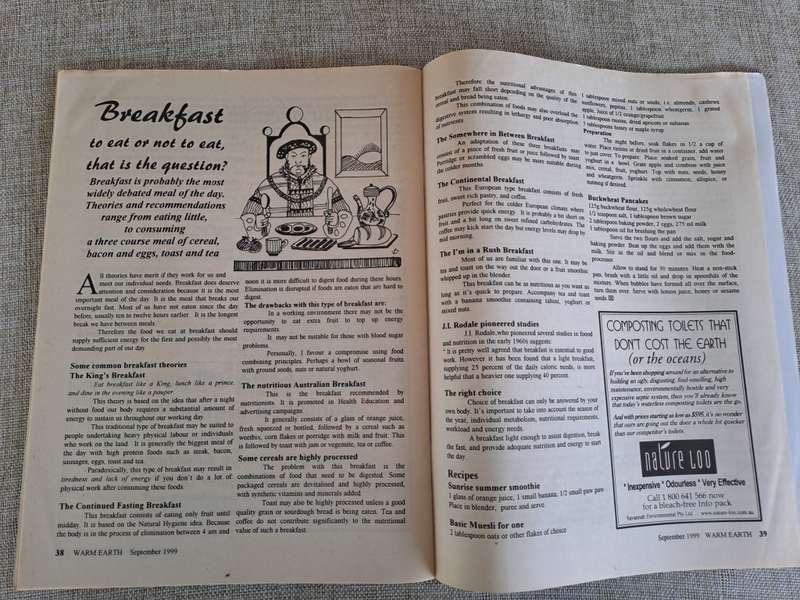 Breakfast
to eat or not to eat,
that is the question?
Breakfast is probably the most
widely debated meal of the day.
Theories and recommendations
range from eating little,
to consuming
a three course meal of cereal,
bacon and eggs, toast and tea
All theories have merit if they work for us and
meet our individual needs. Breakfast does deserves
attention and consideration because it is the most
important meal of the day. It is the meal that breaks our
overnight fast. Most of us have not eaten since the day
before, usually ten to twelve hours earlier. It is the longest
break we have between meals
Therefore the food we eat at breakfast should
supply sufficient energy for the first and possibly the most
demanding part of our day
Some common breakfast theories
The King's Breakfast
Eat breakfast like a King, lunch like a prince
and dine in the evening like a pauper
This theory is based on the idea that after a night
without food our body requires a substantial amount of
energy to sustain us throughout our working day.
This traditional type of breakfast may be suited to
people undertaking heavy physical labour or individuals
who work on the land. It is generally the biggest meal of
the day with high protein foods such as steak, bacon,
sausages, eggs, toast and tea.
Paradoxically, this type of breakfast may result in
tiredness and lack of energy if you don't do a lot of
physical work after consuming these foods
The Continued Fasting Breakfast
This breakfast consists of eating only fruit until
midday. It is based on the Natural Hygiene idea. Because
the body is in the process of elimination between 4 am and
38 WARM EARTH September 1999
noon it is more difficult to digest food during these hours.
Elimination is disrupted if foods are eaten that are hard to
digest
The drawbacks with this type of breakfast are:
In a working environment there may not be the
opportunity to eat extra fruit to top up energy
requirements
It may not be suitable for those with blood sugar
problems.
Personally, I favour a compromise using food
combining principles. Perhaps a bowl of seasonal fruits
with ground seeds, nuts or natural yoghurt.
The nutritious Australian Breakfast
This is the breakfast recommended by
nutritionists. It is promoted in Health Education and
advertising campaigns.
It generally consists of a glass of orange juice,
fresh squeezed or bottled, followed by a cereal such as
weetbix, corn flakes or porridge with milk and fruit. This
is followed by toast with jam or vegemite, tea or coffee.
Some cereals are highly processed
The problem with this breakfast is the
combinations of food that need to be digested. Some
packaged cereals are devitalised and highly processed,
with synthetic vitamins and minerals added
Toast may also be highly processed unless a good
quality grain or sourdough bread is being eaten. Tea and
coffee do not contribute significantly to the nutritional
value of such a breakfast.
Therefore the nutritional advantages of this
breakfast may fall short depending on the quality of the
cereal and bread being eaten.
This combination of foods may also overload the
digestive system resulting in lethargy and poor absorption
of nutrients
The Somewhere in Between Breakfast
An adaptation of these three breakfasts may
consist of a piece of fresh fruit or juice followed by toast
Porridge or scrambled eggs may be more suitable during
the colder months
The Continental Breakfast
This European type breakfast consists of fresh
fruit, sweet rich pastry, and coffee.
Perfect for the colder European climate where
pastries provide quick energy. It is probably a bit short on
fruit and a bit long on sweet refined carbohydrates. The
coffee may kick start the day but energy levels may drop by
mid morning.
The I'm in a Rush Breakfast
Most of us are familiar with this one. It may be
tea and toast on the way out the door or a fruit smoothie
whipped up in the blender.
This breakfast can be as nutritious as you want as
long as it's quick to prepare. Accompany tea and toast
with a banana smoothie containing tahini, yoghurt or
mixed nuts.
J.I. Rodale pioneered studies
J.I. Rodale, who pioneered several studies in food
and nutrition in the early 1960s suggests:
" It is pretty well agreed that breakfast is essential to good
work. However it has been found that a light breakfast,
supplying 25 percent of the daily caloric needs, is more
helpful that a heavier one supplying 40 percent.
The right choice
Choice of breakfast can only be answered by your
own body. It's important to take into account the season of
the year, individual metabolism, nutritional requirements,
workload and energy needs.
A breakfast light enough to assist digestion, break
the fast, and provide adequate nutrition and energy to start
the day
Recipes
Sunrise summer smoothie
1 glass of orange juice, 1 small banana, 1/2 small paw paw
Place in blender, puree and serve.
Basic Muesli for one
2 tablespoon oats or other flakes of choice
1 tablespoon mixed nuts or seeds, i.e. almonds, cashews
sunflowers, pepitas, 1 tablespoon wheatgerm, 1 grated
apple, Juice of 1/2 orange/grapefruit
1 tablespoon raisins, dried apricots or sultanas
1 tablespoons honey or maple syrup
Preparation
The night before, soak flakes in 1/2 a cup of
water. Place raisins or dried fruit in a container, add water
to just cover. To prepare: Place soaked grain, fruit and
yoghurt in a bowl. Grate apple and combine with juice
mix, cereal, fruit, yoghurt. Top with nuts, seeds, honey
and wheatgerm. Sprinkle with cinnamon, allspice, or
nutmeg if desired.
Buckwheat Pancakes
125g buckwheat flour, 125g wholewheat flour
1/2 teaspoon salt, 1 tablespoon brown sugar
2 tablespoons baking powder, 2 eggs, 275 ml milk
1 tablespoon oil for brushing the pan
Sieve the two flours and add the salt, sugar and
baking powder. Beat up the eggs and add them with the
milk. Stir in the oil and blend or mix in the food-
processor
Allow to stand for 30 minutes. Heat a non-stick
pan, brush with a little oil and drop in spoonfuls of the
mixture. When bubbles have formed all over the surface,
turn them over. Serve with lemon juice, honey or sesame
seeds
COMPOSTING TOILETS THAT
DON'T COST THE EARTH
(or the oceans)
If you've been shopping around for an alternative to
building an ugly, disgusting, foul-smelling, high
maintenance, environmentally hostile and very
expensive septic system, then you'll already know
that today's waterless composting toilets are the go.
And with prices starting as low as $595, it's no wonder
that ours are going out the door a whole lot quicker
than our competitor's toilets.
nature loo
* Inexpensive * Odourless * Very Effective
Call 1 800 641 566 now
for a bleach-free Info pack
Savannah Environmental Pty Ltd www.nature-loo.com.au
September 1999 WARM EARTH 39